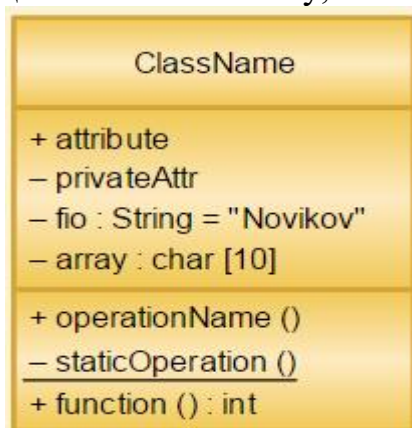 ClassName
+ attribute
– privateAttr
– fio : String = "Novikov"
– array : char [10]
+ operationName ()
– staticOperation ()
+ function () : int